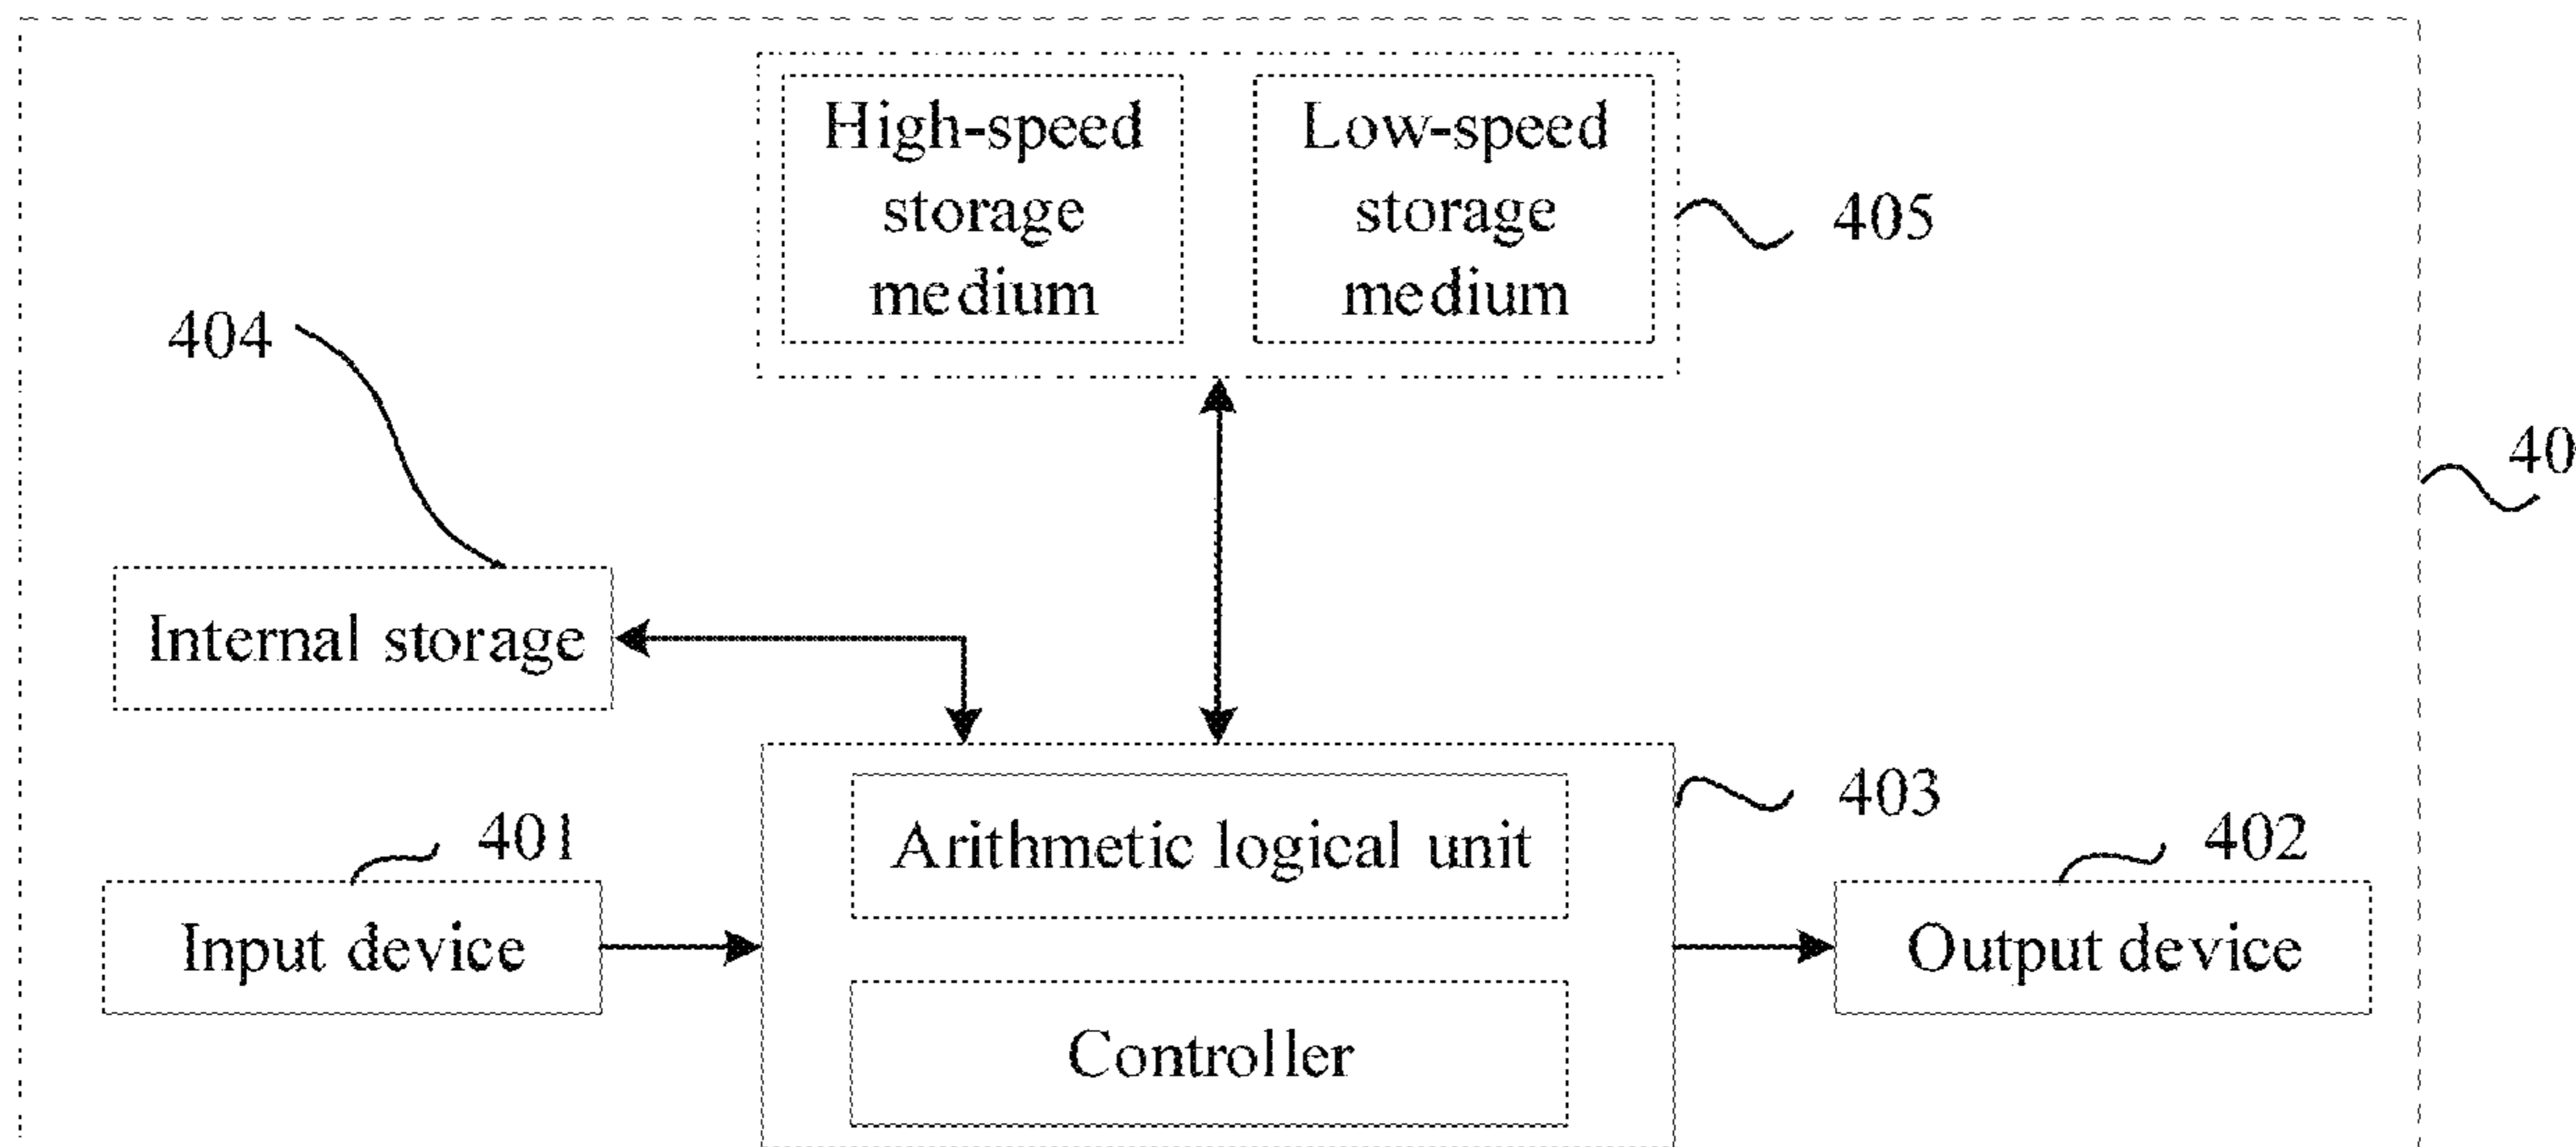 High-speed
storage
medium
Low-speed
storage
medium
405
404
40
Internal storage
403
Arithmetic logical unit
401
402
Input device
Output device
Controller